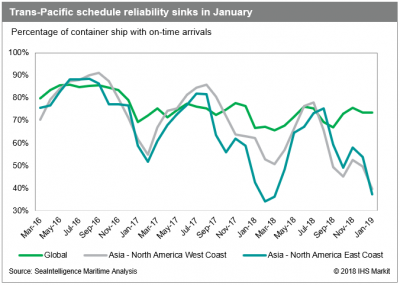 Trans-Pacific schedule reliability sinks in January
Percentage of container ship with on-time arrivals
100%
90%
80%
70%
60%
50%
40%
30%
Mar-16
May-16
Jul-16
Sep-16
Nov-16
Jan-17
Mar-17
May-17
Jul-17
Sep-17
Nov-17
Jan-18
Mar-18
May-18
Jul-18
Sep-18
Nov-18
Jan-19
Global
Asia - North America West Coast
Asia - North America East Coast
Source: SeaIntelligence Maritime Analysis
© 2018 IHS Markit